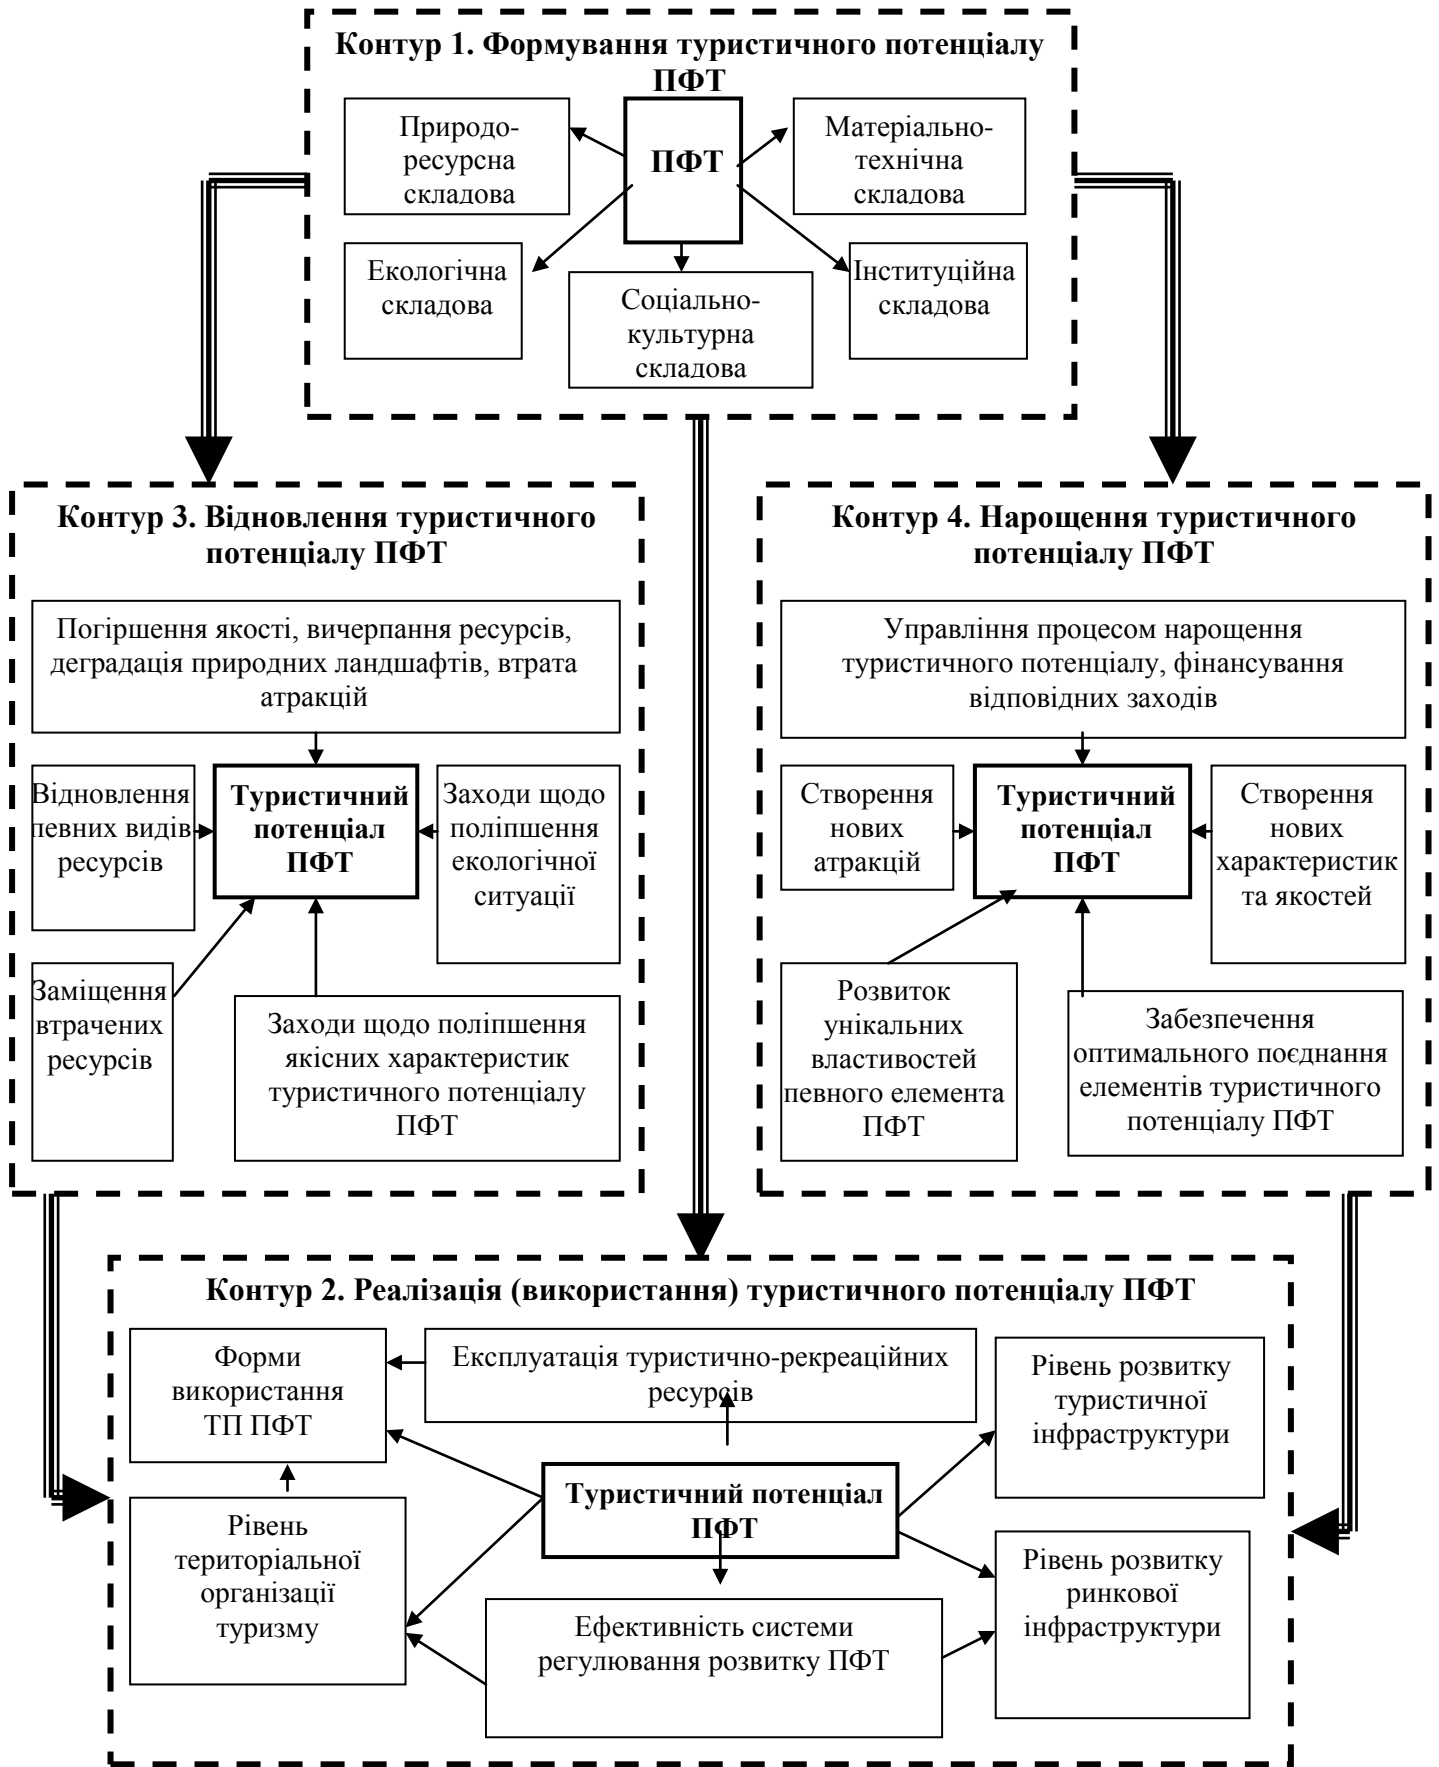 Контур 1. Формування туристичного потенціалу
ПФТ
Природо-
ресурсна
складова
ПФТ
Матеріально-
технічна
складова
Екологічна
складова
Соціально-
культурна
складова
Інституційна
складова
Контур 3. Відновлення туристичного
потенціалу ПФТ
Погіршення якості, вичерпання ресурсів,
деградація природних ландшафтів, втрата
атракцій
Відновлення
певних видів
ресурсів
Туристичний
потенціал
ПФТ
Заходи щодо
поліпшення
екологічної
ситуації
Заміщення
втрачених
ресурсів
Заходи щодо поліпшення
якісних характеристик
туристичного потенціалу
ПФТ
Контур 4. Нарощення туристичного
потенціалу ПФТ
Управління процесом нарощення
туристичного потенціалу, фінансування
відповідних заходів
Створення
нових
атракцій
Туристичний
потенціал
ПФТ
Створення
нових
характеристик
та якостей
Розвиток
унікальних
властивостей
певного елемента
ПФТ
Забезпечення
оптимального поєднання
елементів туристичного
потенціалу ПФТ
Контур 2. Реалізація (використання) туристичного потенціалу ПФТ
Форми
використання
ТП ПФТ
Експлуатація туристично-рекреаційних
ресурсів
Рівень розвитку
туристичної
інфраструктури
Туристичний потенціал
ПФТ
Рівень
територіальної
організації
туризму
Ефективність системи
регулювання розвитку ПФТ
Рівень розвитку
ринкової
інфраструктури